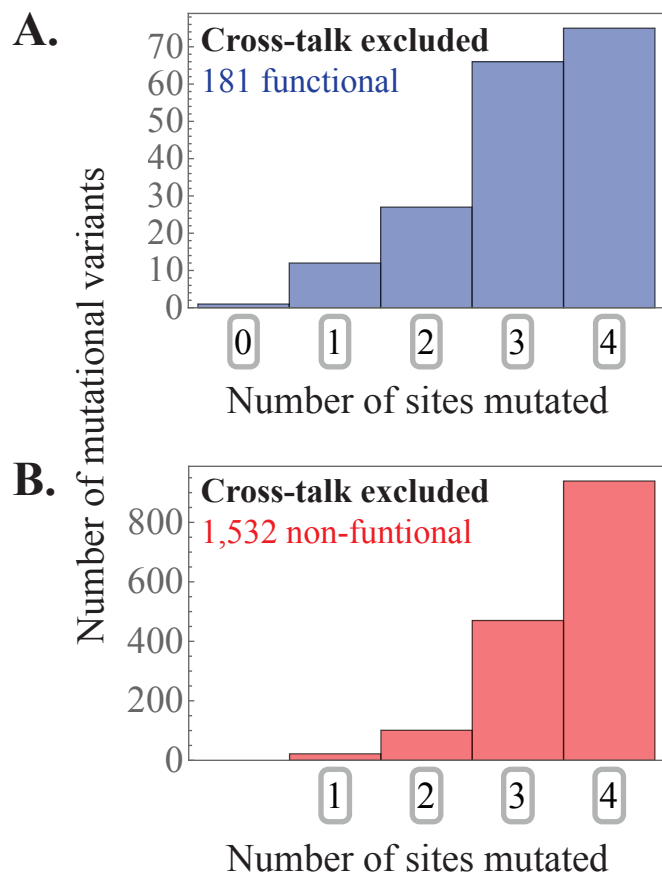 A.
Cross-talk excluded
181 functional
70
60
50
40
30
20
10
0
0 1 2 3 4
Number of sites mutated
Number of mutational variants
B.
Cross-talk excluded
1,532 non-funtional
800
600
400
200
0
1 2 3 4
Number of sites mutated